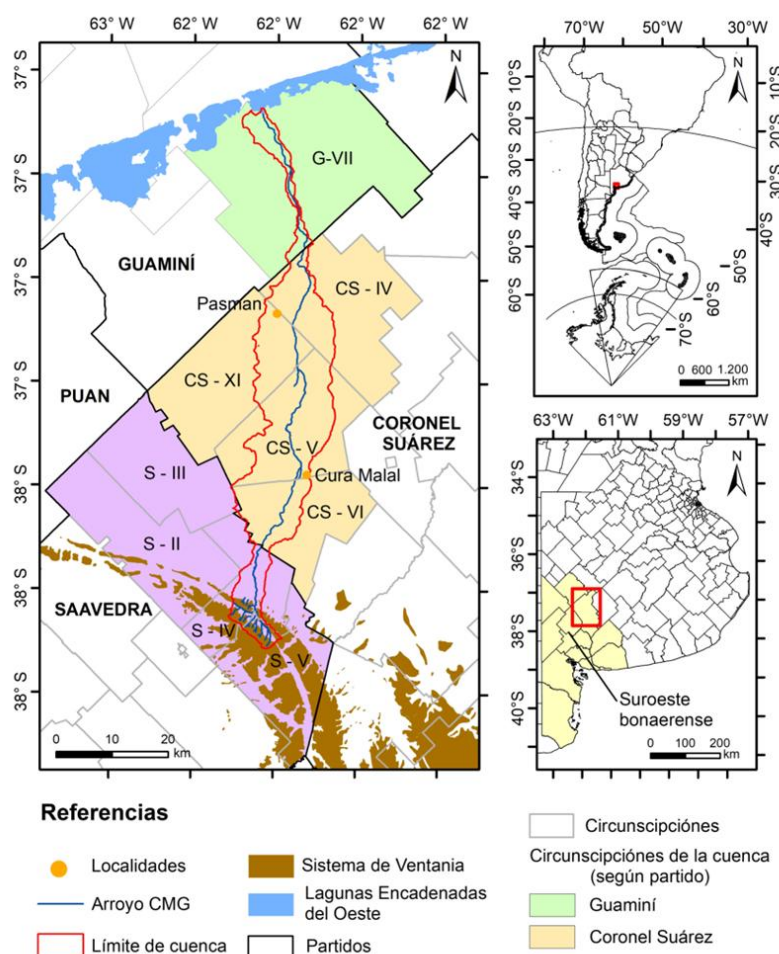 63° W 62° W 62° W 62° W 62° W
37°S
37°S
37°S
37°S
38°S
38°S
38°S
N
G-VII
GUAMINÍ
CS - IV
Pasman
CS - XI
PUAN
CORONEL
SUÁREZ
CS - V
S - III
Cura Malal
CS - VI
S - II
SAAVEDRA
S - IV
S - V
0 10 20
km
70°W 50°W 30°W
10°S
20°S
30°S
40°S
50°S
60°S
10°S
20°S
30°S
40°S
50°S
60°S
70°S
N
0 600 1.200
km
63°W 61°W 59°W 57°W
34°S
36°S
38°S
40°S
N
Suroeste
bonaerense
0 100 200
km
Referencias
Localidades
Arroyo CMG
Límite de cuenca
Sistema de Ventania
Lagunas Encadenadas
del Oeste
Partidos
Circunscipciónes
Circunscipciónes de la cuenca
(según partido)
Guaminí
Coronel Suárez